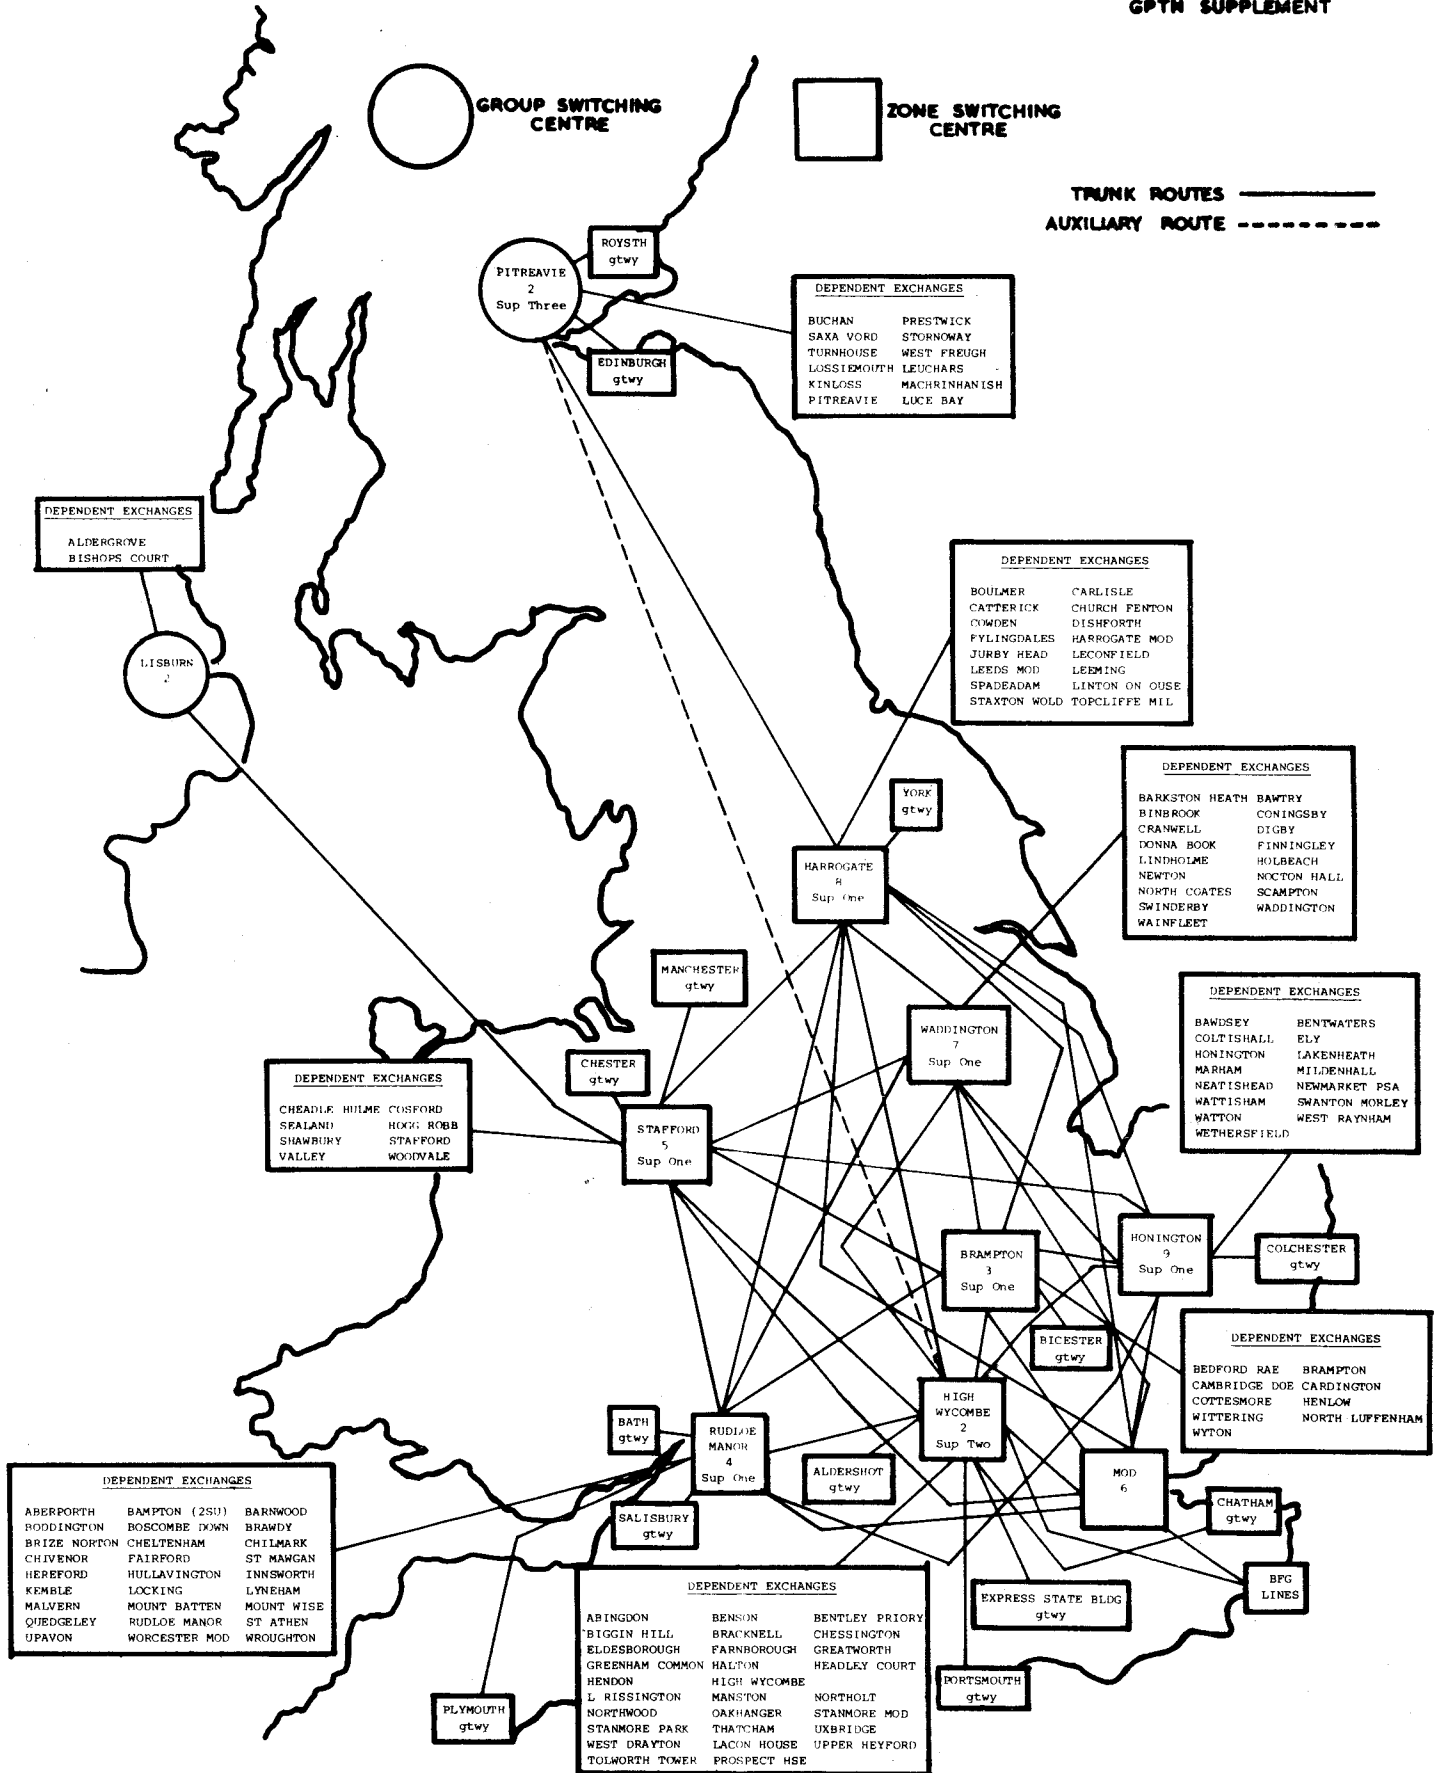 GPTN SUPPLEMENT
GROUP SWITCHING
CENTRE
ZONE SWITCHING
CENTRE
TRUNK ROUTES
AUXILIARY ROUTE
ROYSTH
gtwy
PITREAVIE
2
Sup Three
EDINBURGH
gtwy
DEPENDENT EXCHANGES
BUCHAN PRESTWICK
SAXA VORD STORNOWAY
TURNHOUSE WEST FREUGH
LOSSIEMOUTH LEUCHARS
KINLOSS MACHRINHANISH
PITREAVIE LUCE BAY
DEPENDENT EXCHANGES
ALDERGROVE
BISHOPS COURT
LISBURN
DEPENDENT EXCHANGES
BOULMER CARLISLE
CATTERICK CHURCH FENTON
COWDEN DISHFORTH
FYLINGDALES HARROGATE MOD
JURBY HEAD LECONFIELD
LEEDS MOD LEEMING
SPADEADAM LINTON ON OUSE
STAXTON WOLD TOPCLIFFE MIL
YORK
gtwy
HARROGATE
8
Sup One
DEPENDENT EXCHANGES
BARKSTON HEATH BAWTRY
BINBROOK CONINGSBY
CRANWELL DIGBY
DONNA BOOK FINNINGLEY
LINDHOLME HOLBEACH
NEWTON NOCTON HALL
NORTH COATES SCAMPTON
SWINDERBY WADDINGTON
WAINFLEET
MANCHESTER
gtwy
WADDINGTON
7
Sup One
DEPENDENT EXCHANGES
BAWDSEY BENTWATERS
COLTISHALL ELY
HONINGTON LAKENHEATH
MARHAM MILDENHALL
NEATISHEAD NEWMARKET PSA
WATTISHAM SWANTON MORLEY
WATTON WEST RAYNHAM
WETHERSFIELD
CHESTER
gtwy
DEPENDENT EXCHANGES
CHEADLE HULME COSFORD
SEALAND HOGG ROBB
SHAWBURY STAFFORD
VALLEY WOODVALE
STAFFORD
5
Sup One
BRAMPTON
3
Sup One
HONINGTON
9
Sup One
COLCHESTER
gtwy
BICESTER
gtwy
DEPENDENT EXCHANGES
BEDFORD RAE BRAMPTON
CAMBRIDGE DOE CARDINGTON
COTTESMORE HENLOW
WITTERING NORTH LUFFENHAM
WYTON
HIGH
WYCOMBE
2
Sup Two
BATH
gtwy
RUDLOE
MANOR
4
Sup One
ALDERSHOT
gtwy
MOD
6
CHATHAM
gtwy
SALISBURY
gtwy
DEPENDENT EXCHANGES
ABERPORTH BAMPTON (2SU) BARNWOOD
BODDINGTON BOSCOMBE DOWN BRAWDY
BRIZE NORTON CHELTENHAM CHILMARK
CHIVENOR FAIRFORD ST MAWGAN
HEREFORD HULLAVINGTON INNSWORTH
KEMBLE LOCKING LYNEHAM
MALVERN MOUNT BATTEN MOUNT WISE
QUEDGELEY RUDLOE MANOR ST ATHEN
UPAVON WORCESTER MOD WROUGHTON
BFG
LINES
EXPRESS STATE BLDG
gtwy
DEPENDENT EXCHANGES
ABINGDON BENSON BENTLEY PRIORY
BIGGIN HILL BRACKNELL CHESSINGTON
ELDESBOROUGH FARNBOROUGH GREATWORTH
GREENHAM COMMON HALTON HEADLEY COURT
HENDON HIGH WYCOMBE
L RISSINGTON MANSTON NORTHOLT
NORTHWOOD OAKHANGER STANMORE MOD
STANMORE PARK THATCHAM UXBRIDGE
WEST DRAYTON LACON HOUSE UPPER HEYFORD
TOLWORTH TOWER PROSPECT HSE
PORTSMOUTH
gtwy
PLYMOUTH
gtwy